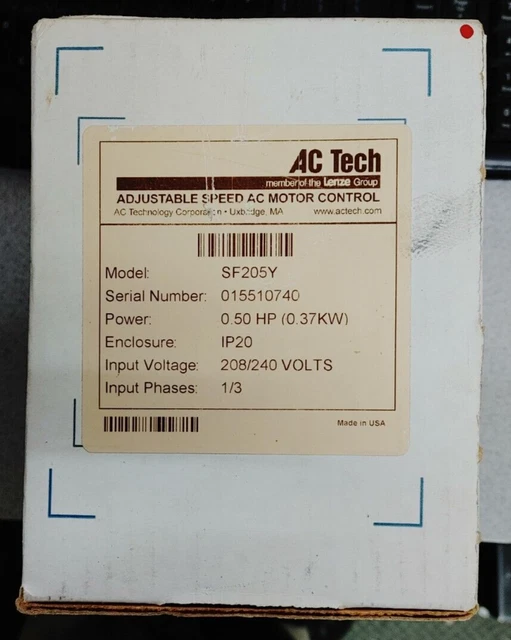 AC Tech
member of the Lenze Group
ADJUSTABLE SPEED AC MOTOR CONTROL
AC Technology Corporation • Uxbridge, MA www.actech.com
Model: SF205Y
Serial Number: 015510740
Power: 0.50 HP (0.37KW)
Enclosure: IP20
Input Voltage: 208/240 VOLTS
Input Phases: 1/3
Made in USA